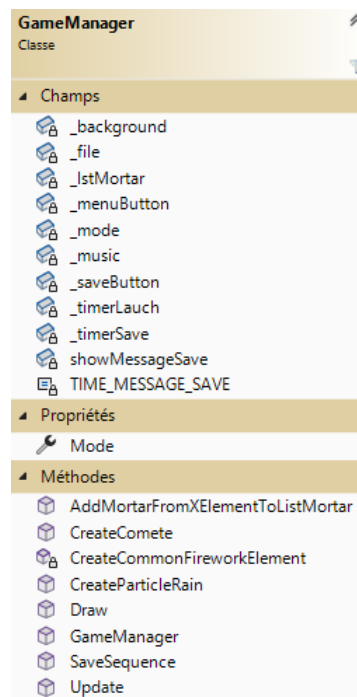 GameManager
Classe
Champs
_background
_file
_lstMortar
_menuButton
_mode
_music
_saveButton
_timerLauch
_timerSave
showMessageSave
TIME_MESSAGE_SAVE
Propriétés
Mode
Méthodes
AddMortarFromXElementToListMortar
CreateComete
CreateCommonFireworkElement
CreateParticleRain
Draw
GameManager
SaveSequence
Update